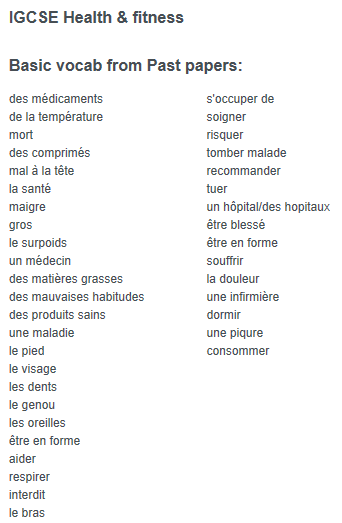 IGCSE Health & fitness
Basic vocab from Past papers:
des médicaments
de la température
mort
des comprimés
mal à la tête
la santé
maigre
gros
le surpoids
un médecin
des matières grasses
des mauvaises habitudes
des produits sains
une maladie
le pied
le visage
les dents
le genou
les oreilles
être en forme
aider
respirer
interdit
le bras
s'occuper de
soigner
risquer
tomber malade
recommander
tuer
un hôpital/des hopitaux
être blessé
être en forme
souffrir
la douleur
une infirmière
dormir
une piqure
consommer